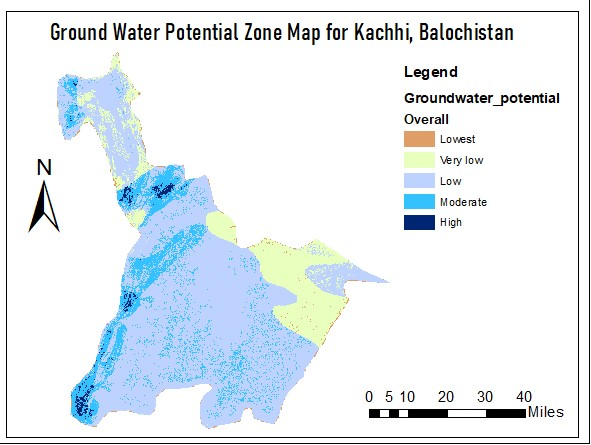 Ground Water Potential Zone Map for Kachhi, Balochistan
Legend
Groundwater_potential
Overall
Lowest
Very low
Low
Moderate
High
N
0 5 10 20 30 40 Miles